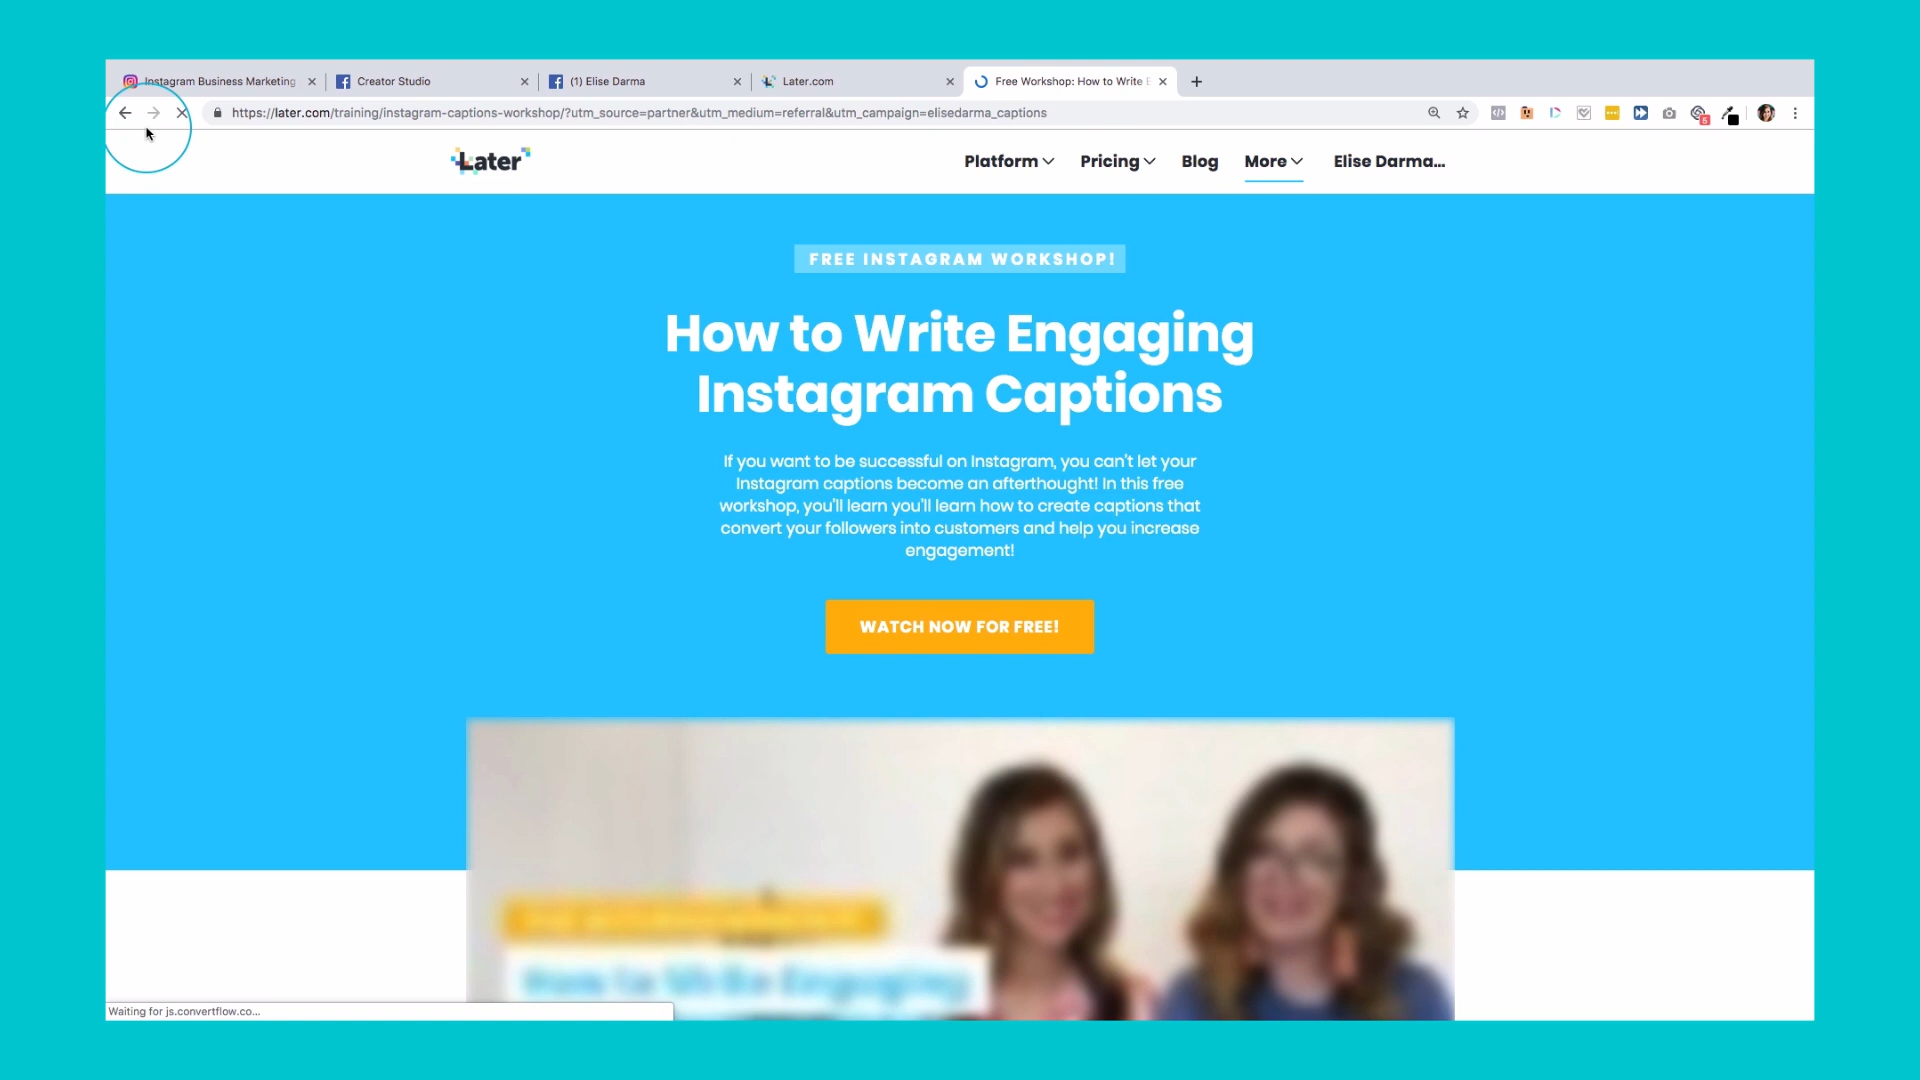 Instagram Business Marketing
Creator Studio
(1) Elise Darma
Later.com
Free Workshop: How to Write E
https://later.com/training/instagram-captions-workshop/?utm_source=partner&utm_medium=referral&utm_campaign=elisedarma_captions
5
Later
Platform
Pricing
Blog
More
Elise Darma...
FREE INSTAGRAM WORKSHOP!
How to Write Engaging
Instagram Captions
If you want to be successful on Instagram, you can't let your
Instagram captions become an afterthought! In this free
workshop, you'll learn you'll learn how to create captions that
convert your followers into customers and help you increase
engagement!
WATCH NOW FOR FREE!
How to Write Engaging
Waiting for js.convertflow.co...